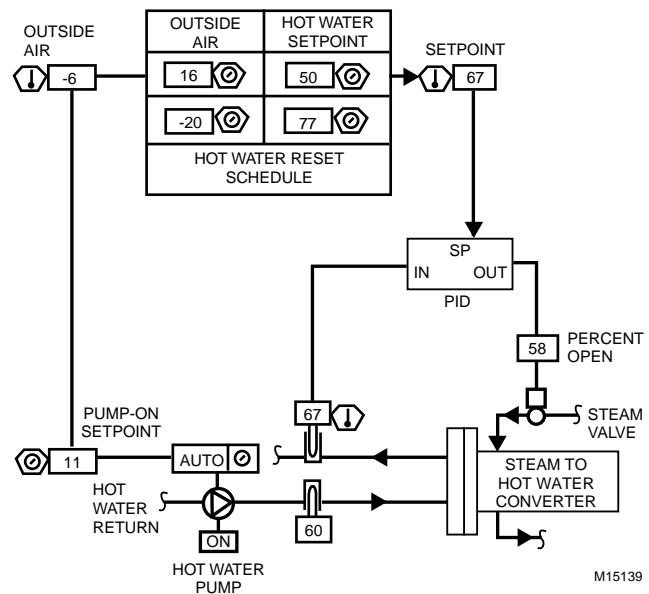 OUTSIDE
AIR
-6
OUTSIDE
AIR
HOT WATER
SETPOINT
16
50
-20
77
HOT WATER RESET
SCHEDULE
SETPOINT
67
SP
IN
OUT
PID
58
PERCENT
OPEN
STEAM
VALVE
67
PUMP-ON
SETPOINT
11
AUTO
HOT
WATER
RETURN
ON
HOT WATER
PUMP
60
STEAM TO
HOT WATER
CONVERTER
M15139